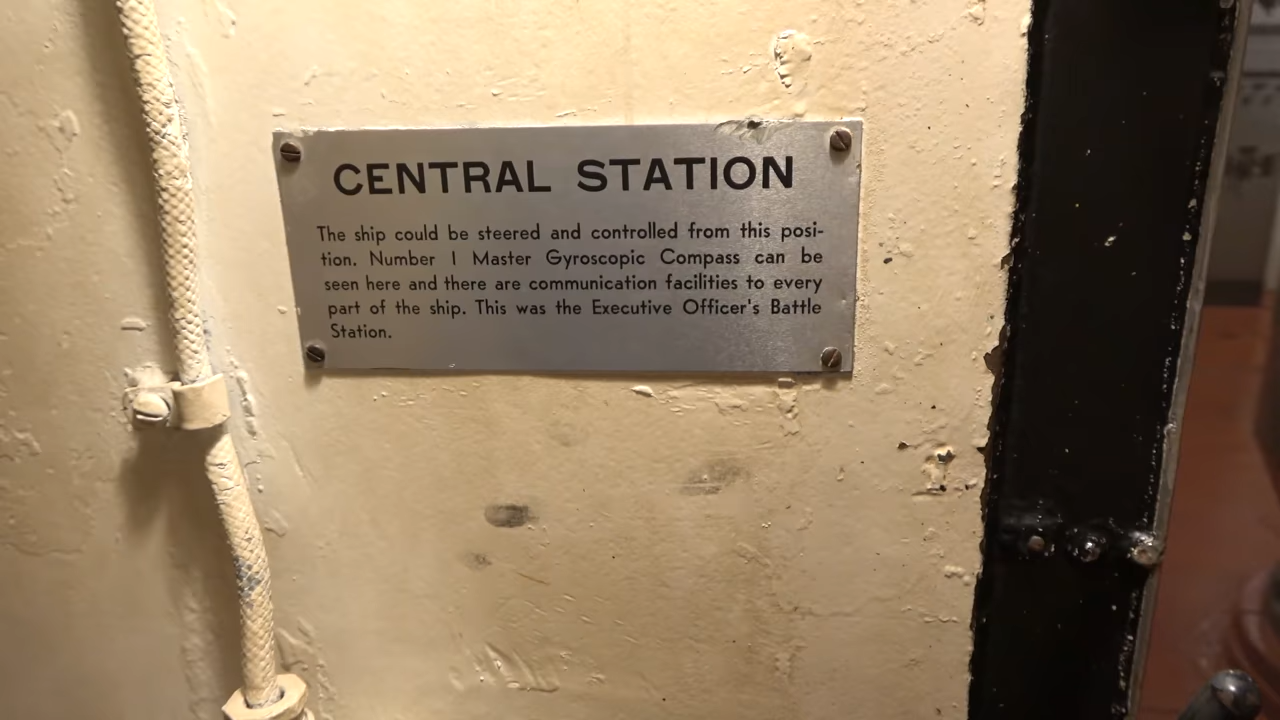 CENTRAL STATION
The ship could be steered and controlled from this posi-
tion. Number 1 Master Gyroscopic Compass can be
seen here and there are communication facilities to every
part of the ship. This was the Executive Officer's Battle
Station.